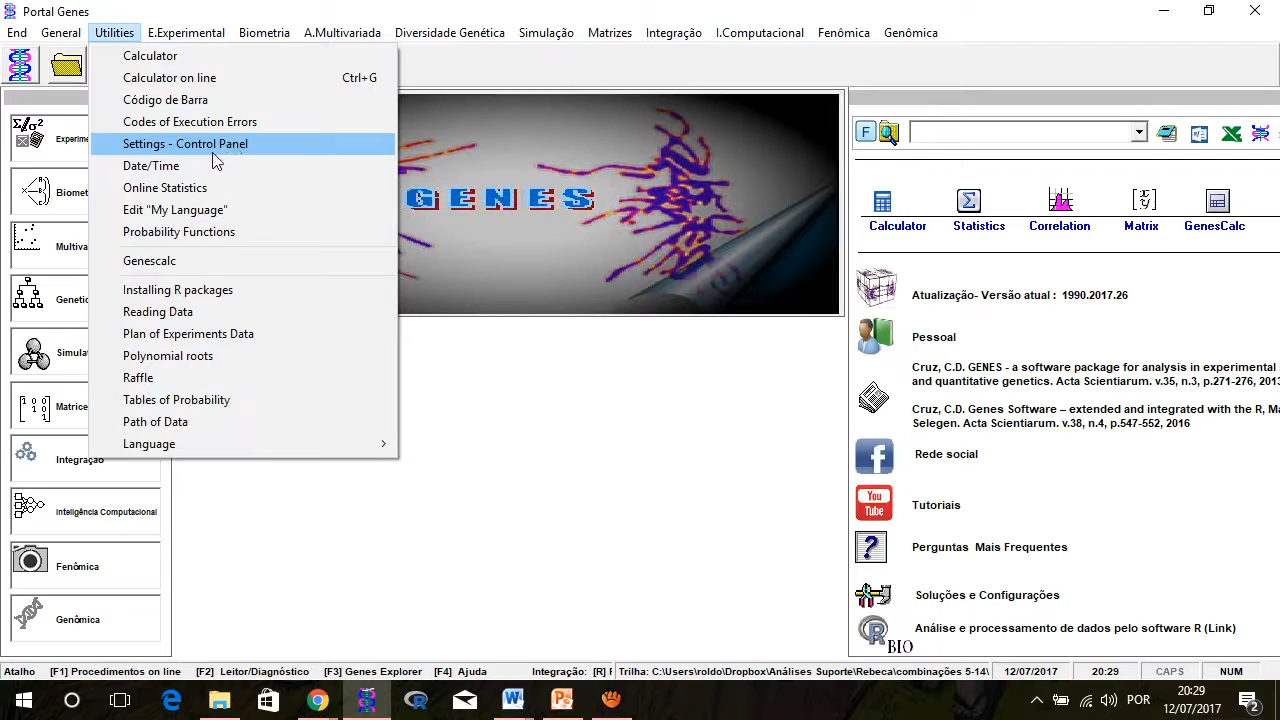 Portal Genes
End General Utilities E.Experimental Biometria A.Multivariada Diversidade Genética Simulação Matrizes Integração I.Computacional Fenômica Genômica
Calculator
Calculator on line Ctrl+G
Código de Barra
Codes of Execution Errors
Settings - Control Panel
Date/Time
Online Statistics
Edit "My Language"
Probability Functions
Genescalc
Installing R packages
Reading Data
Plan of Experiments Data
Polynomial roots
Raffle
Tables of Probability
Path of Data
Language
Integração
Inteligência Computacional
Fenômica
Genômica
GENES
F
Calculator Statistics Correlation Matrix GenesCalc
Atualização- Versão atual : 1990.2017.26
Pessoal
Cruz, C.D. GENES - a software package for analysis in experimental s
and quantitative genetics. Acta Scientiarum. v.35, n.3, p.271-276, 2013
Cruz, C.D. Genes Software – extended and integrated with the R, Ma
Selegen. Acta Scientiarum. v.38, n.4, p.547-552, 2016
Rede social
You Tube
Tutoriais
Perguntas Mais Frequentes
Soluções e Configurações
Análise e processamento de dados pelo software R (Link)
R BIO
Atalho [F1] Procedimentos on line [F2] Leitor/Diagnóstico [F3] Genes Explorer [F4] Ajuda Integração: [R] Trilha: C:\Users\roldo\Dropbox\Análises Suporte\Rebeca\combinações 5-14\ 12/07/2017 20:29 CAPS NUM
POR
20:29
12/07/2017
2